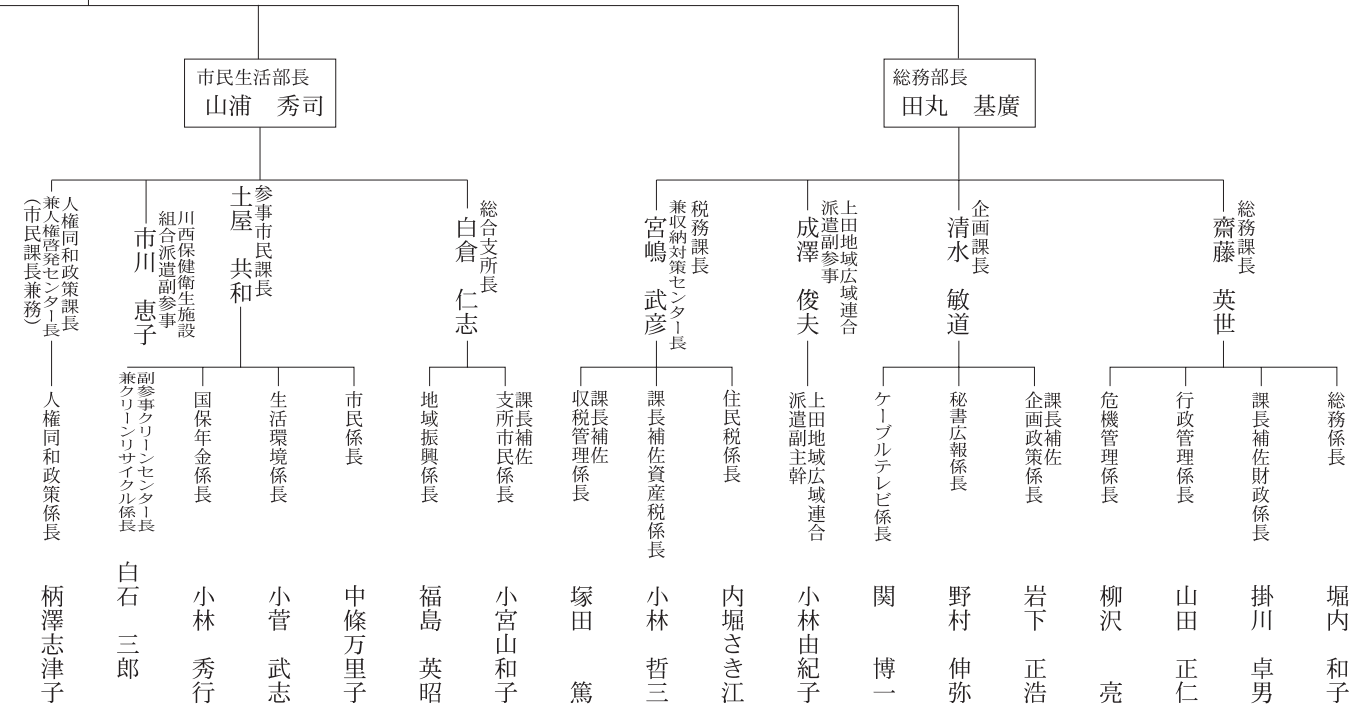 総務部長
田丸　基廣
総務課長
齋藤　英世
総務係長
堀内　和子
課長補佐財政係長
掛川　卓男
行政管理係長
山田　正仁
危機管理係長
柳沢　亮
企画課長
清水　敏道
課長補佐
企画政策係長
岩下　正浩
秘書広報係長
野村　伸弥
ケーブルテレビ係長
関　博一
上田地域広域連合
派遣副参事
成澤　俊夫
上田地域広域連合
派遣副主幹
小林由紀子
税務課長
兼収納対策センター長
宮嶋　武彦
住民税係長
内堀さき江
課長補佐資産税係長
小林　哲三
課長補佐
収税管理係長
塚田　篤
市民生活部長
山浦　秀司
総合支所長
白倉　仁志
課長補佐
支所市民係長
小宮山和子
地域振興係長
福島　英昭
参事市民課長
土屋　共和
市民係長
中條万里子
生活環境係長
小菅　武志
国保年金係長
小林　秀行
副参事クリーンセンター長
兼クリーンリサイクル係長
白石　三郎
川西保健衛生施設
組合派遣副参事
市川　恵子
人権同和政策課長
兼人権啓発センター長
（市民課長兼務）
人権同和政策係長
柄澤志津子